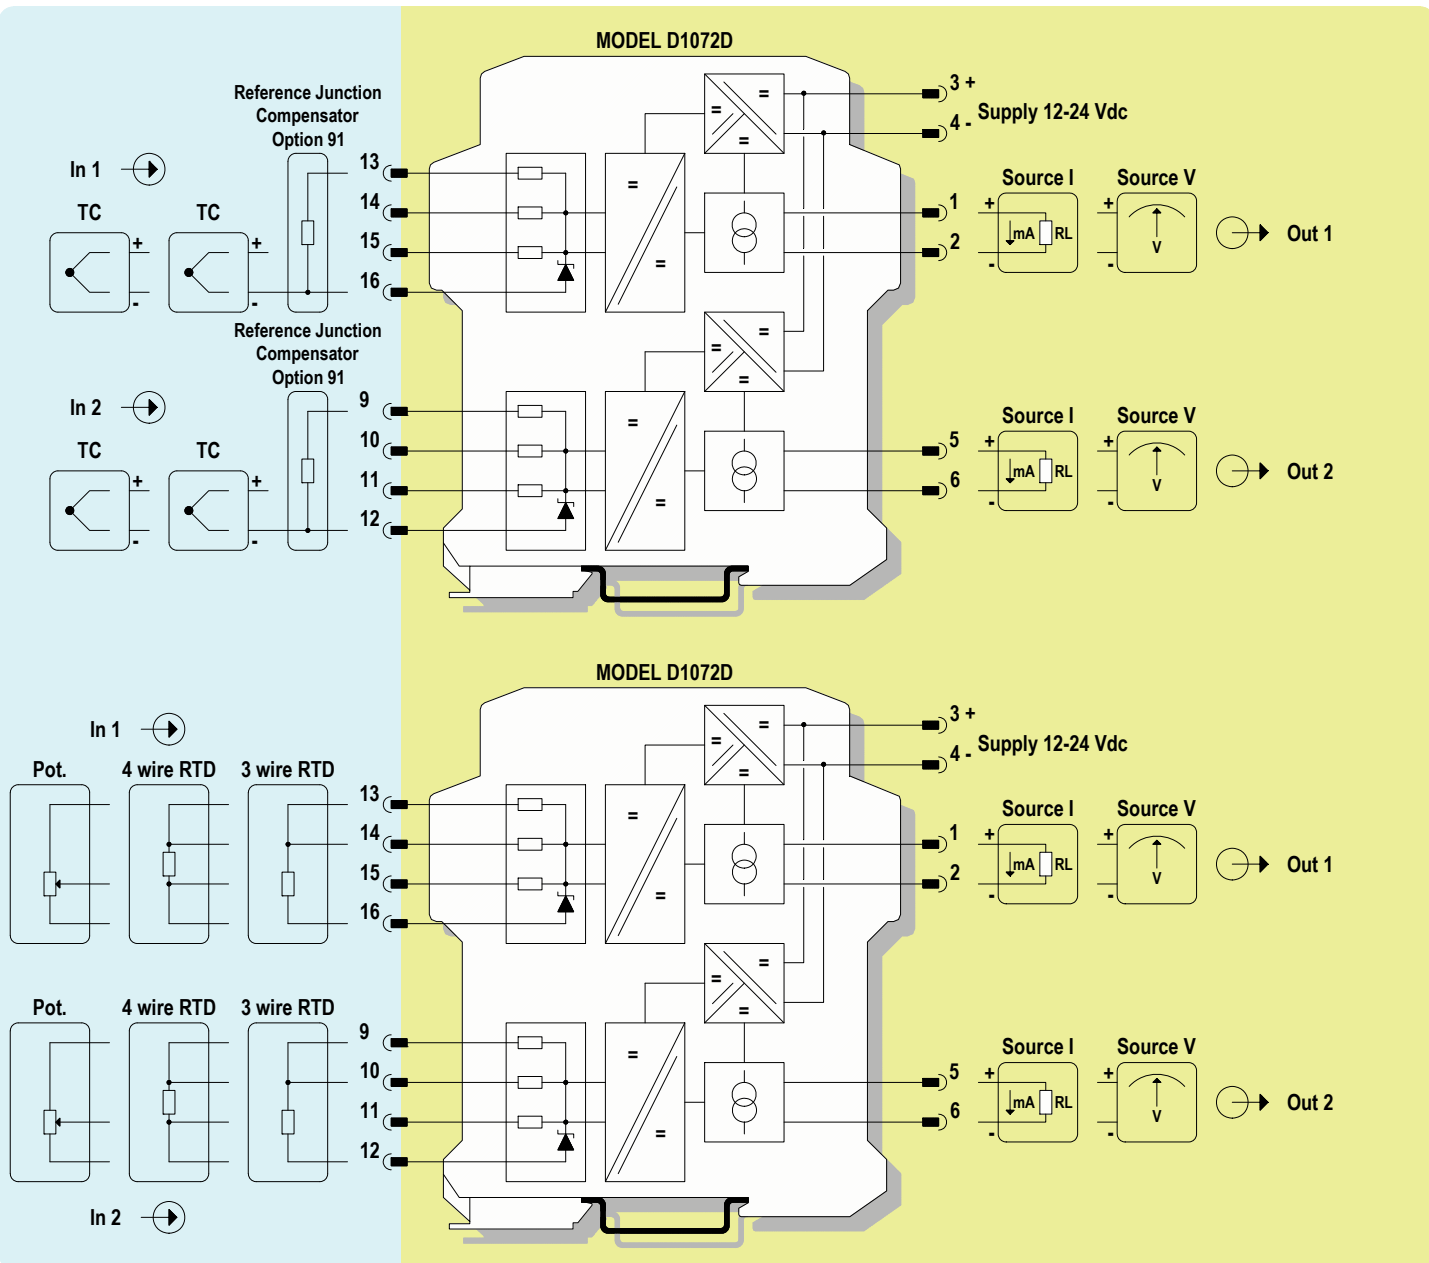 MODEL D1072D
Reference Junction
Compensator
Option 91
3 +
Supply 12-24 Vdc
4 -
In 1
13
TC
TC
14
15
16
+
-
+
-
=
=
=
=
=
1
2
Source I
Source V
+
-
mA
RL
+
-
V
Out 1
Reference Junction
Compensator
Option 91
In 2
9
TC
TC
10
11
12
+
-
+
-
=
=
=
=
=
5
6
Source I
Source V
+
-
mA
RL
+
-
V
Out 2
MODEL D1072D
3 +
Supply 12-24 Vdc
4 -
In 1
Pot.
4 wire RTD
3 wire RTD
13
14
15
16
=
=
=
=
=
1
2
Source I
Source V
+
-
mA
RL
+
-
V
Out 1
Pot.
4 wire RTD
3 wire RTD
9
10
11
12
=
=
=
=
=
5
6
Source I
Source V
+
-
mA
RL
+
-
V
Out 2
In 2